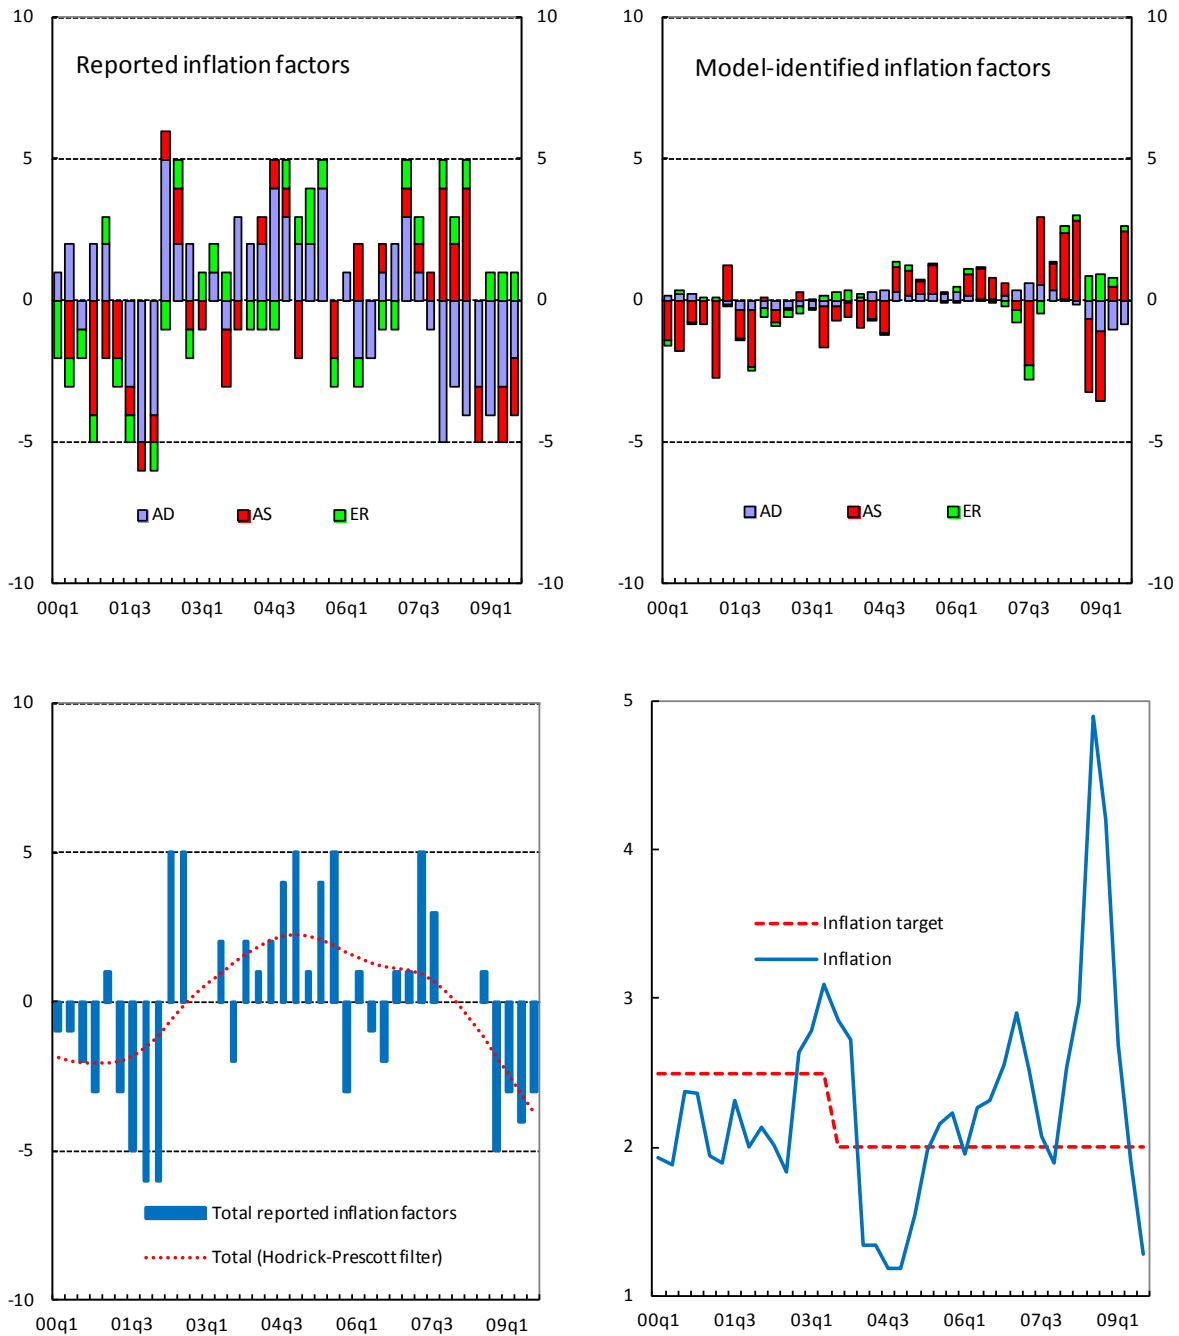 10
10
10
10
Reported inflation factors
Model-identified inflation factors
5
5
5
5
0
0
0
0
-5
-5
-5
-5
AD AS ER
AD AS ER
-10
-10
-10
-10
00q1 01q3 03q1 04q3 06q1 07q3 09q1
00q1 01q3 03q1 04q3 06q1 07q3 09q1
10
5
0
-5
Total reported inflation factors
Total (Hodrick-Prescott filter)
-10
00q1 01q3 03q1 04q3 06q1 07q3 09q1
5
4
Inflation target
Inflation
3
2
1
00q1 01q3 03q1 04q3 06q1 07q3 09q1